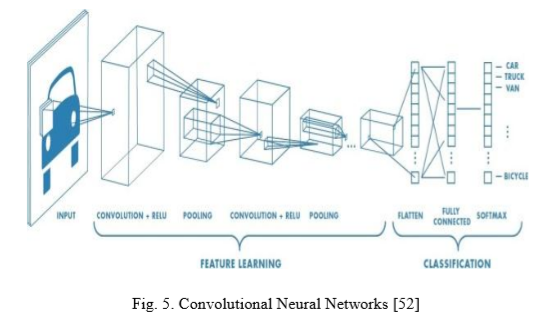 CAR
TRUCK
VAN
BICYCLE
INPUT
CONVOLUTION + RELU
POOLING
CONVOLUTION + RELU
POOLING
FLATTEN
FULLY
CONNECTED
SOFTMAX
FEATURE LEARNING
CLASSIFICATION
Fig. 5. Convolutional Neural Networks [52]